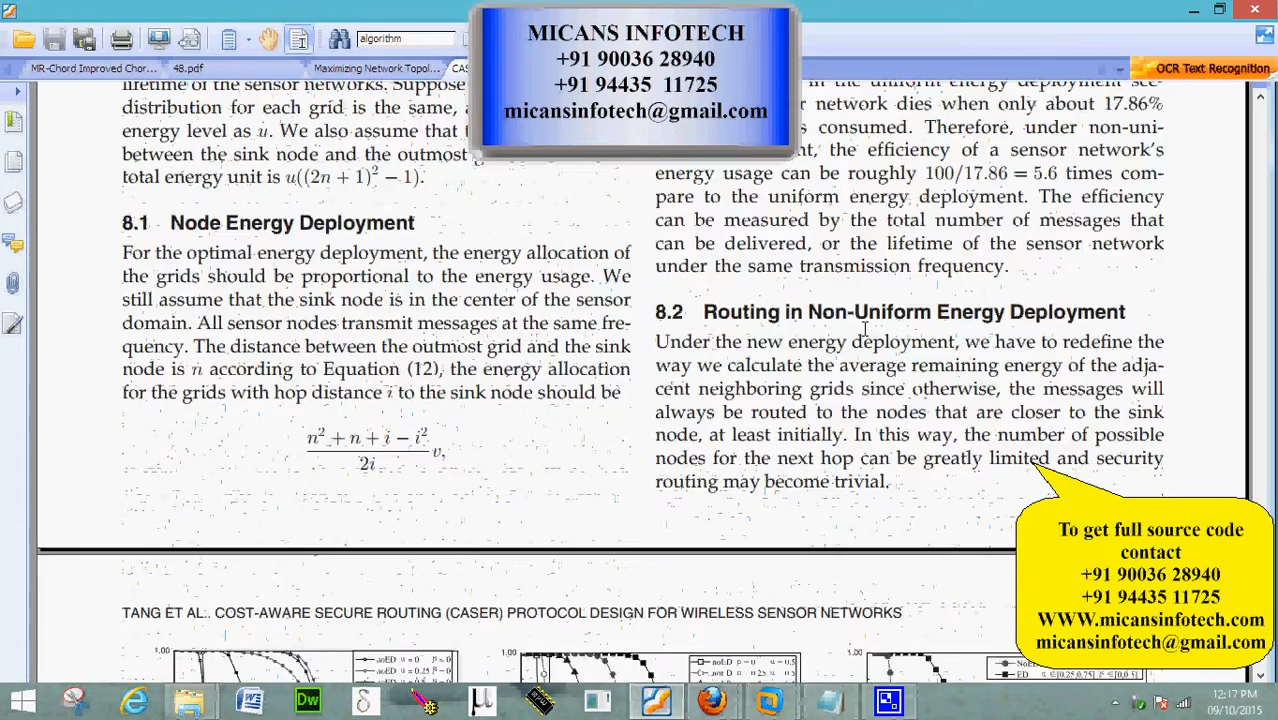 MICANS INFOTECH
+91 90036 28940
+91 94435 11725
micansinfotech@gmail.com
algorithm
MR-Chord Improved Chor...
48.pdf
Maximizing Network Topol...
OCR Text Recognition
lifetime of the sensor networks. Suppose
distribution for each grid is the same,
energy level as u. We also assume that
between the sink node and the outmost
total energy unit is u((2n + 1)² − 1).
8.1 Node Energy Deployment
For the optimal energy deployment, the energy allocation of
the grids should be proportional to the energy usage. We
still assume that the sink node is in the center of the sensor
domain. All sensor nodes transmit messages at the same fre-
quency. The distance between the outmost grid and the sink
node is n according to Equation (12), the energy allocation
for the grids with hop distance i to the sink node should be
n² + n + i − i²
2i
v,
in the uniform energy deployment
network dies when only about 17.86%
consumed. Therefore, under non-uni-
the efficiency of a sensor network's
energy usage can be roughly 100/17.86 = 5.6 times com-
pare to the uniform energy deployment. The efficiency
can be measured by the total number of messages that
can be delivered, or the lifetime of the sensor network
under the same transmission frequency.
8.2 Routing in Non-Uniform Energy Deployment
Under the new energy deployment, we have to redefine the
way we calculate the average remaining energy of the adja-
cent neighboring grids since otherwise, the messages will
always be routed to the nodes that are closer to the sink
node, at least initially. In this way, the number of possible
nodes for the next hop can be greatly limited and security
routing may become trivial.
To get full source code
contact
+91 90036 28940
+91 94435 11725
WWW.micansinfotech.com
micansinfotech@gmail.com
TANG ET AL.: COST-AWARE SECURE ROUTING (CASER) PROTOCOL DESIGN FOR WIRELESS SENSOR NETWORKS
1.00
1.00
1.00
12:17 PM
09/10/2015